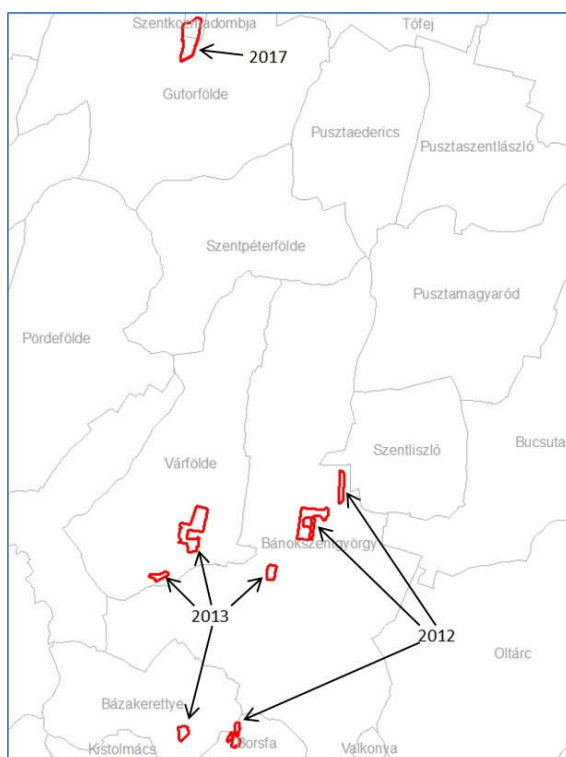 Szentkozmadombja
Tófej
2017
Gutorfölde
Pusztaederics
Pusztaszentlászló
Szentpéterfölde
Pusztamagyaród
Pördefölde
Szentliszló
Bucsuta
Várfölde
Bánokszentgyörgy
2013
2012
Oltárc
Bázakerettye
Kistolmács
Borsfa
Valkonya